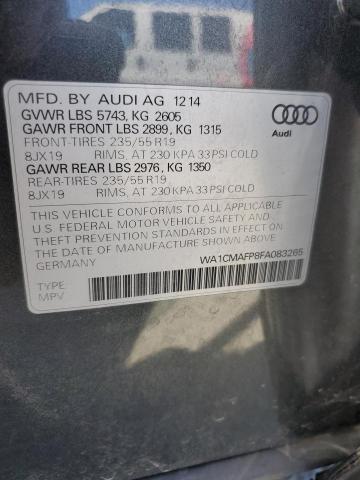 MFD. BY AUDI AG 12 14
GVWR LBS 5743, KG 2605
GAWR FRONT LBS 2899, KG 1315
FRONT-TIRES 235/55 R19
8JX19 RIMS, AT 230 KPA 33 PSI COLD
GAWR REAR LBS 2976, KG 1350
REAR-TIRES 235/55 R19
8JX19 RIMS, AT 230 KPA 33 PSI COLD
Audi
THIS VEHICLE CONFORMS TO ALL APPLICABLE
U.S. FEDERAL MOTOR VEHICLE SAFETY AND
THEFT PREVENTION STANDARDS IN EFFECT ON
THE DATE OF MANUFACTURE SHOWN ABOVE
GERMANY
TYPE:
MPV
WA1CMAFP8FA083265